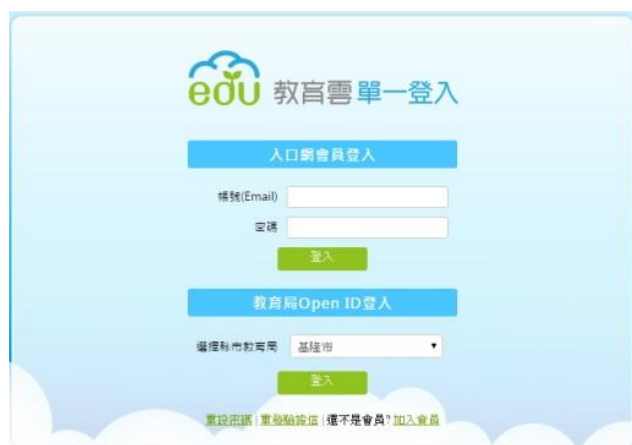 edu 教育雲單一登入
入口網會員登入
帳號(Email)
密碼
登入
教育局Open ID登入
選擇縣市教育局 基隆市
登入
重設密碼 | 重發驗證信 | 還不是會員? 加入會員